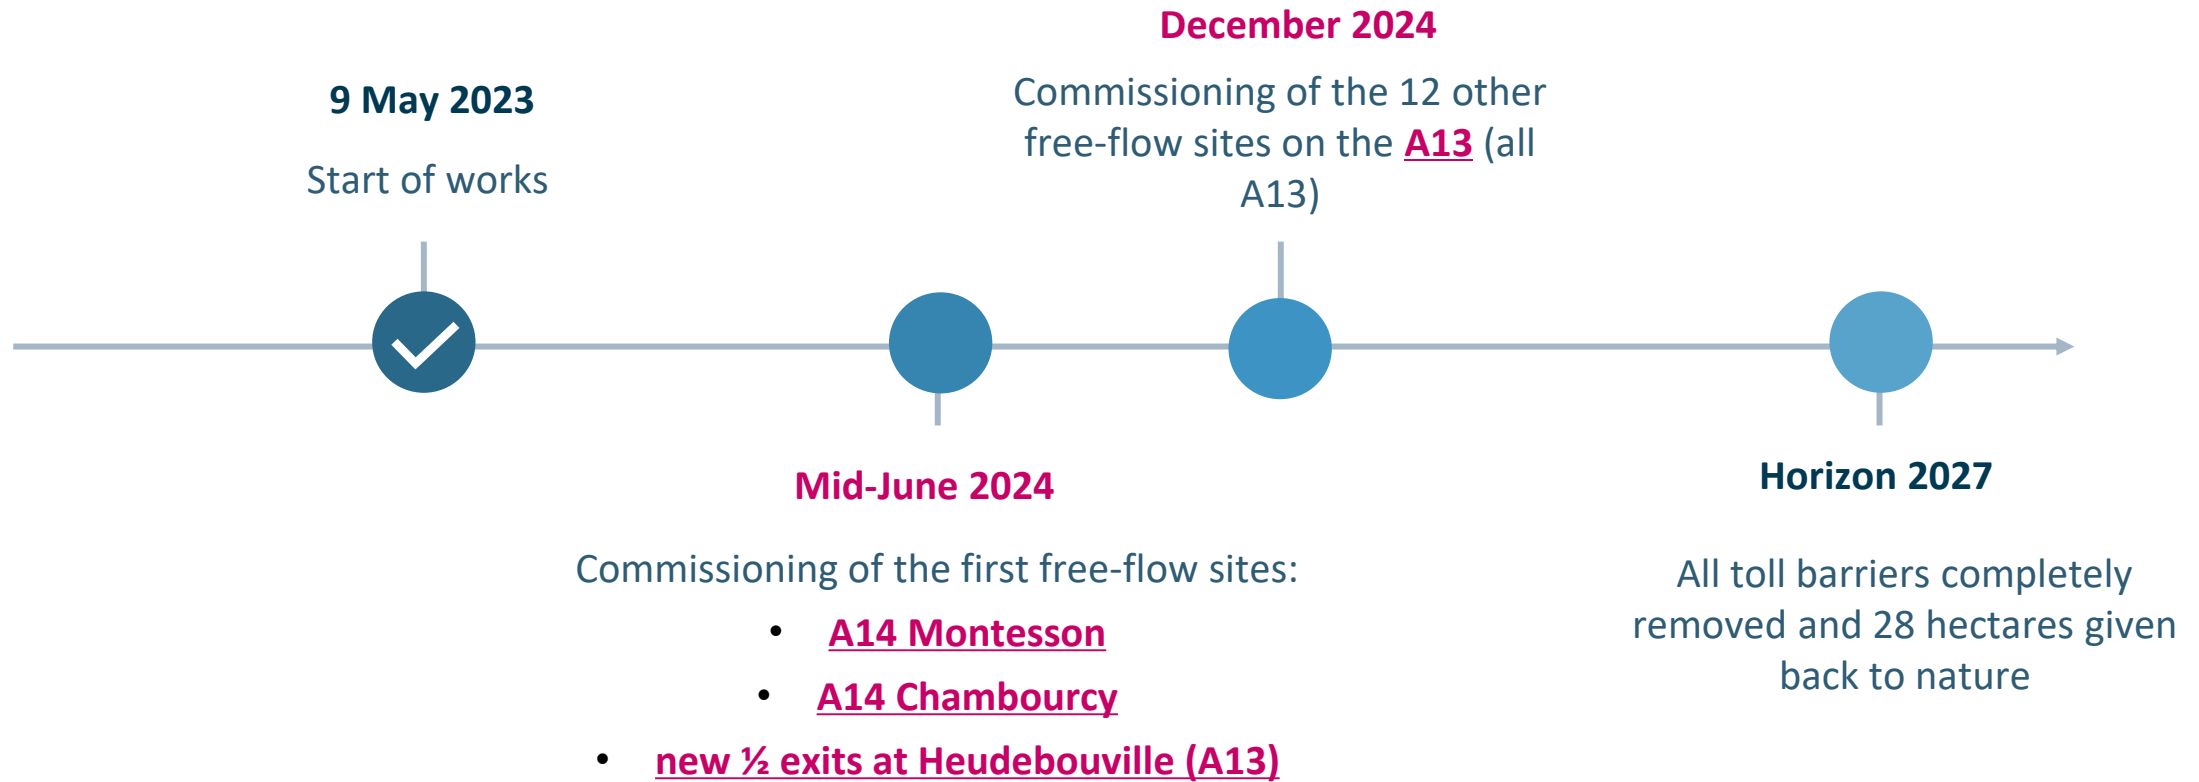 9 May 2023
Start of works
Mid-June 2024
Commissioning of the first free-flow sites:
• A14 Montesson
• A14 Chambourcy
• new ½ exits at Heudebouville (A13)
December 2024
Commissioning of the 12 other
free-flow sites on the A13 (all
A13)
Horizon 2027
All toll barriers completely
removed and 28 hectares given
back to nature